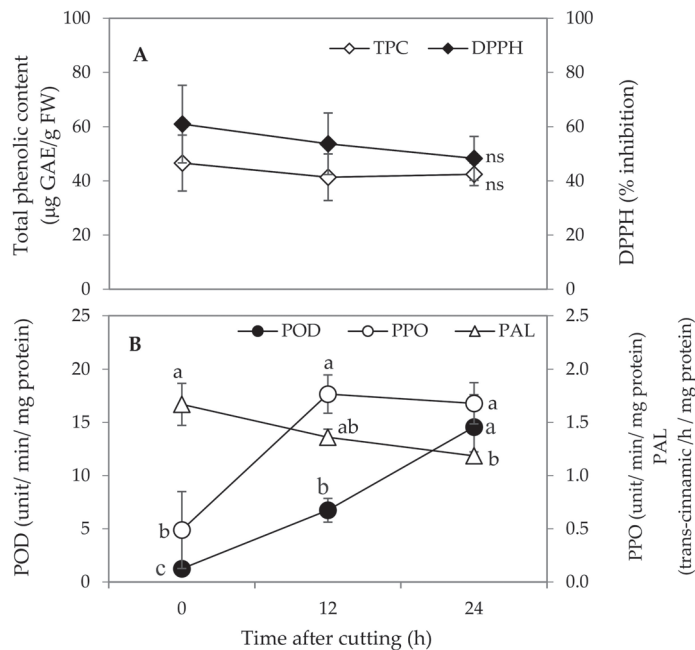 A
TPC
DPPH
100
80
60
40
20
0
100
80
60
40
20
0
Total phenolic content
(µg GAE/g FW)
DPPH (% inhibition)
ns
ns
B
POD
PPO
PAL
25
20
15
10
5
0
2.5
2.0
1.5
1.0
0.5
0.0
POD (unit/ min/ mg protein)
PPO (unit/ min/ mg protein)
PAL
(trans-cinnamic /h / mg protein)
a
a
ab
a
a
b
b
b
c
0
12
24
Time after cutting (h)